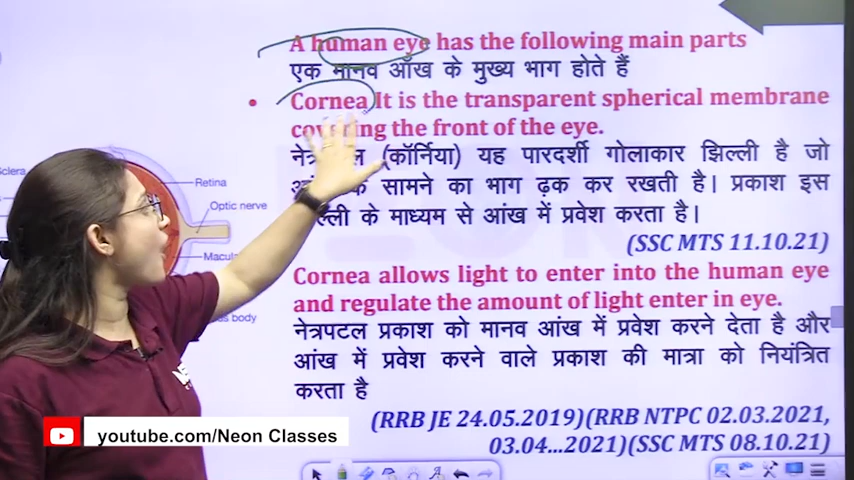 A human eye has the following main parts
एक मानव आँख के मुख्य भाग होते हैं
• Cornea It is the transparent spherical membrane
covering the front of the eye.
(कॉर्निया) यह पारदर्शी गोलाकार झिल्ली है जो
सामने का भाग ढ़क कर रखती है। प्रकाश इस
के माध्यम से आंख में प्रवेश करता है।
(SSC MTS 11.10.21)
Cornea allows light to enter into the human eye
and regulate the amount of light enter in eye.
नेत्रपटल प्रकाश को मानव आंख में प्रवेश करने देता है और
आंख में प्रवेश करने वाले प्रकाश की मात्रा को नियंत्रित
करता है
(RRB JE 24.05.2019)(RRB NTPC 02.03.2021,
03.04...2021)(SSC MTS 08.10.21)
Sclera
Retina
Optic nerve
body
youtube.com/Neon Classes